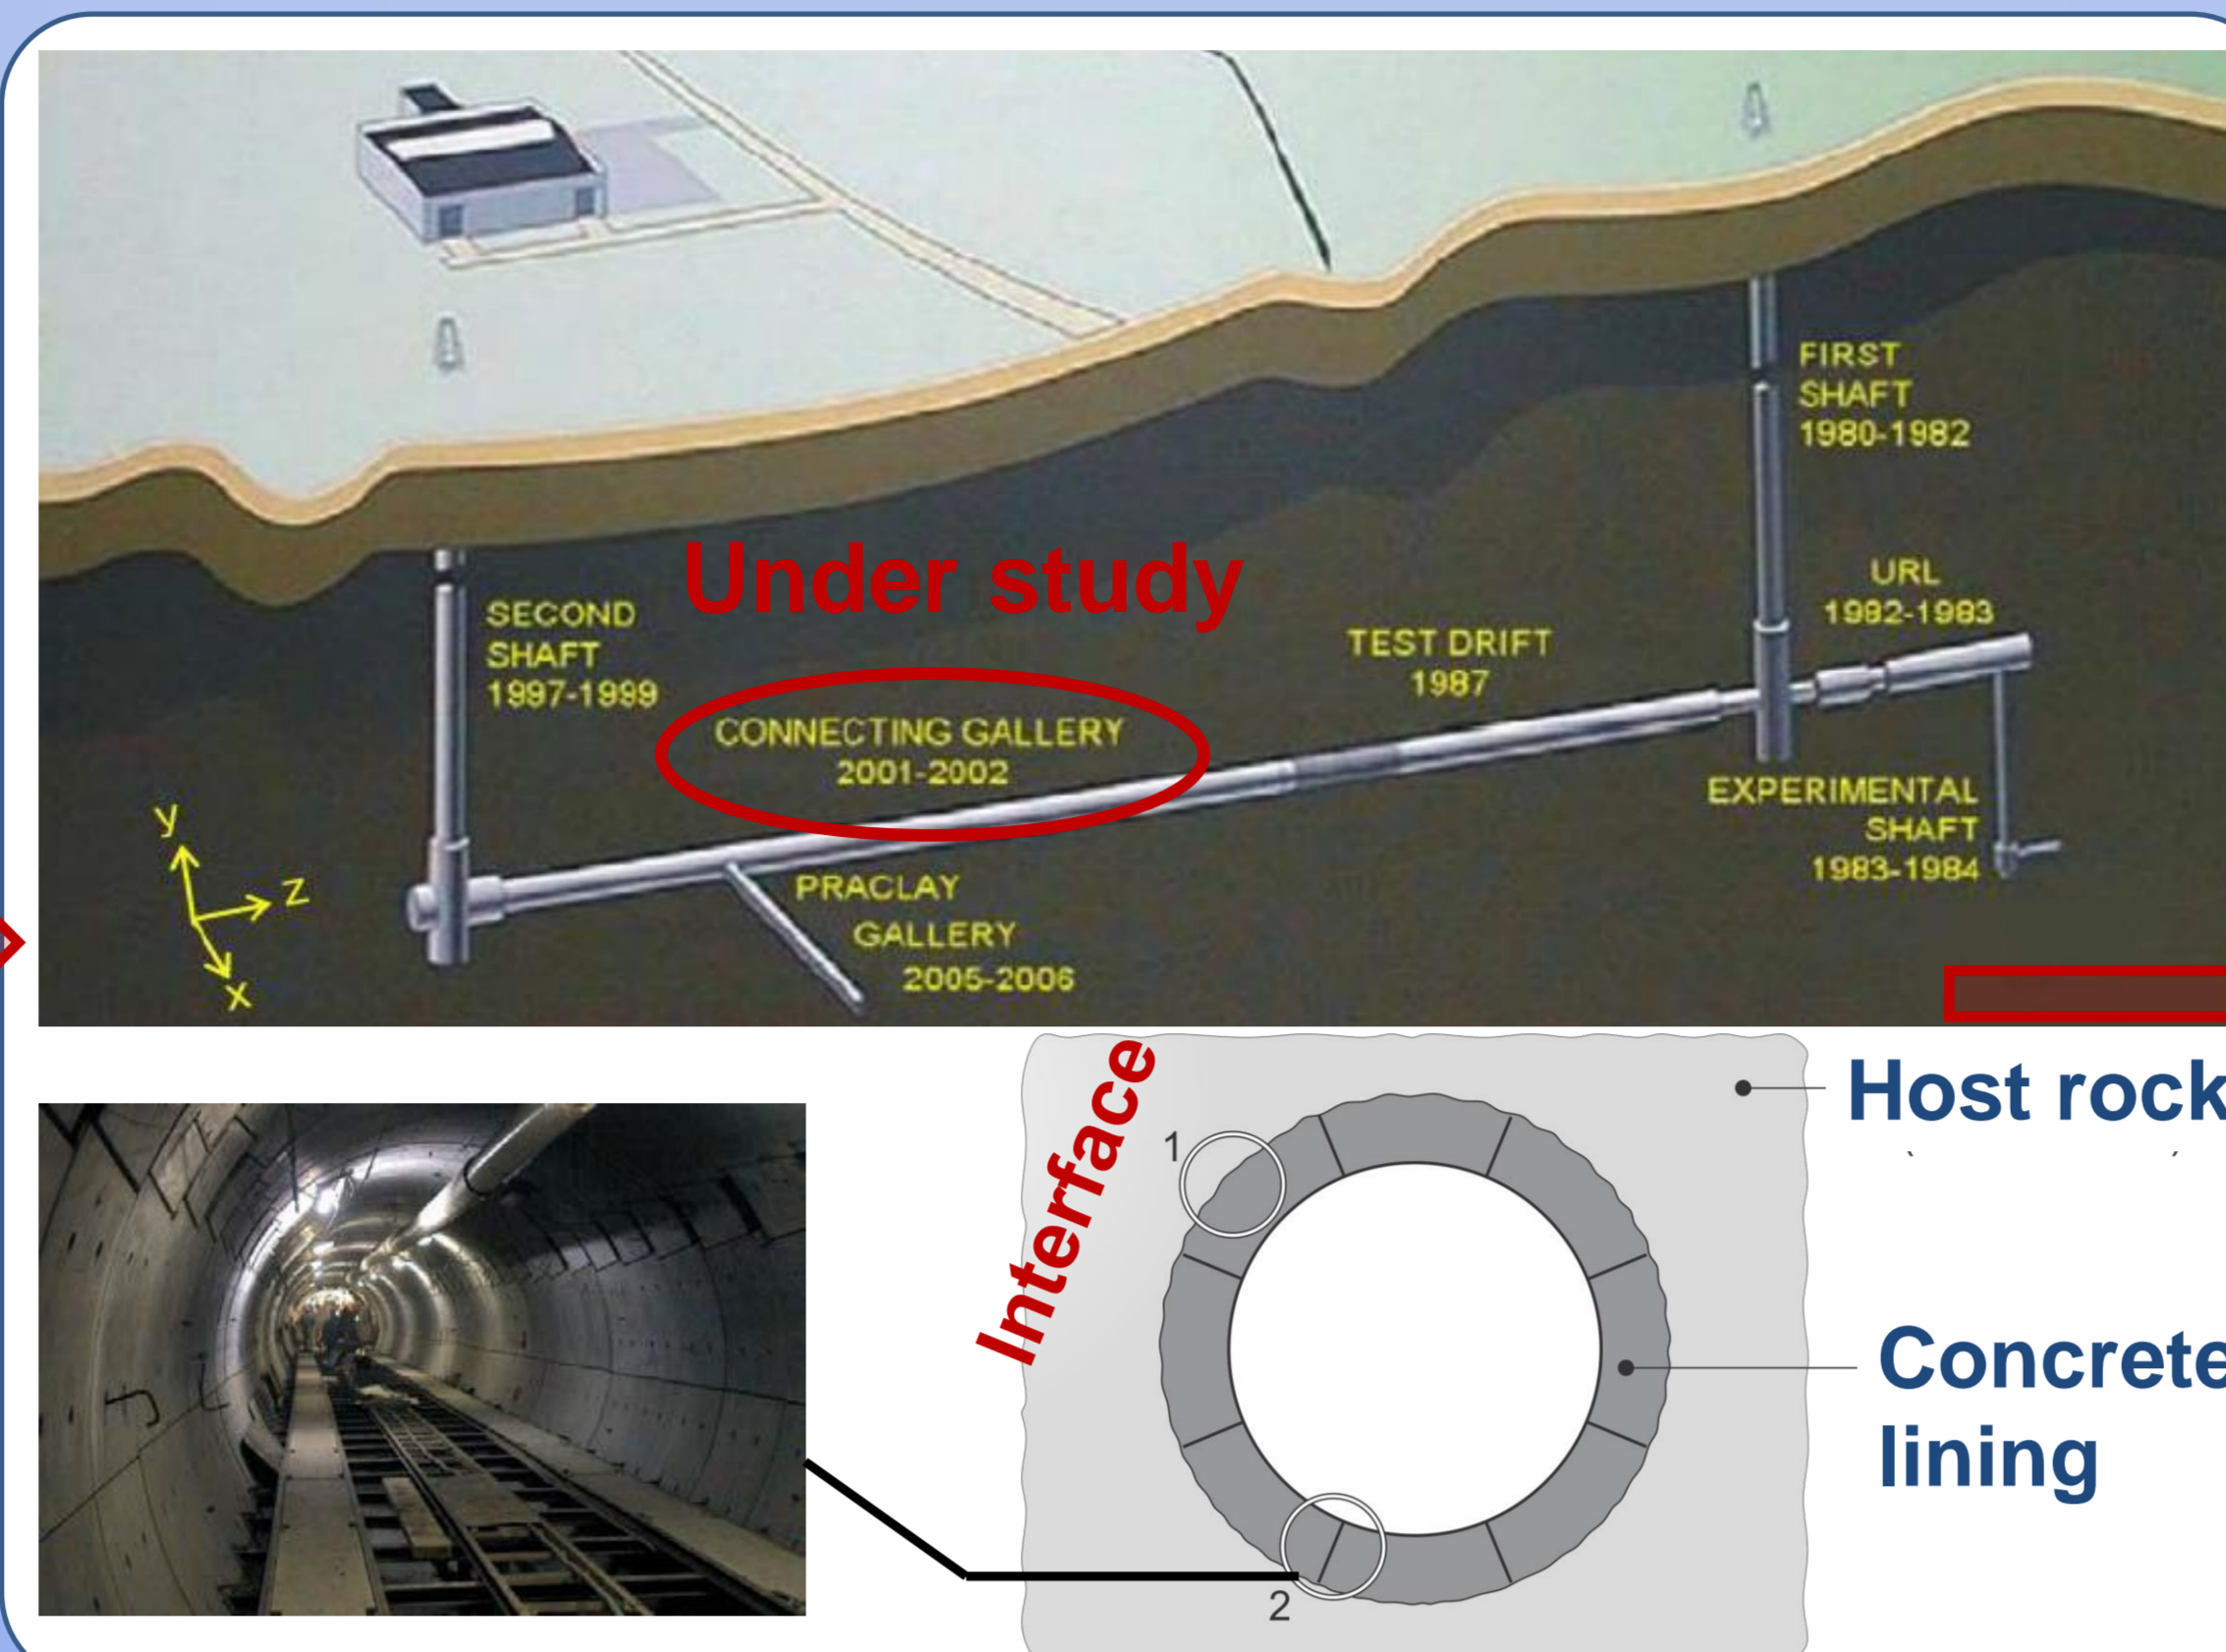 FIRST
SHAFT
1980-1982
Under study
SECOND
SHAFT
1997-1999
URL
1982-1983
TEST DRIFT
1987
CONNECTING GALLERY
2001-2002
EXPERIMENTAL
SHAFT
1983-1984
y
z
x
PRACLAY
GALLERY
2005-2006
Interface
1
2
Host rock
Concrete
lining